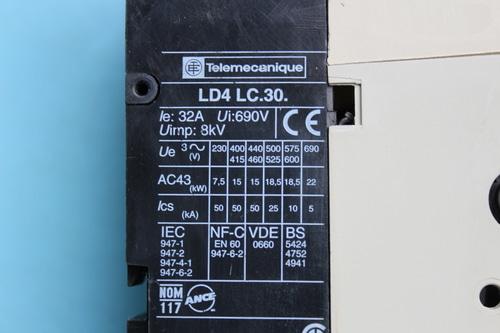 Telemecanique
LD4 LC.30.
Ie: 32A Ui:690V
Uimp: 8kV
CE
Ue 3~ (V) 230 400 415 440 460 500 525 575 600 690
AC43 (kW) 7,5 15 15 18,5 18,5 22
Ics (kA) 50 50 50 25 10 5
IEC NF-C VDE BS
947-1 EN 60 0660 5424
947-2 947-6-2 4752
947-4-1 4941
947-6-2
NOM
117
ANCE